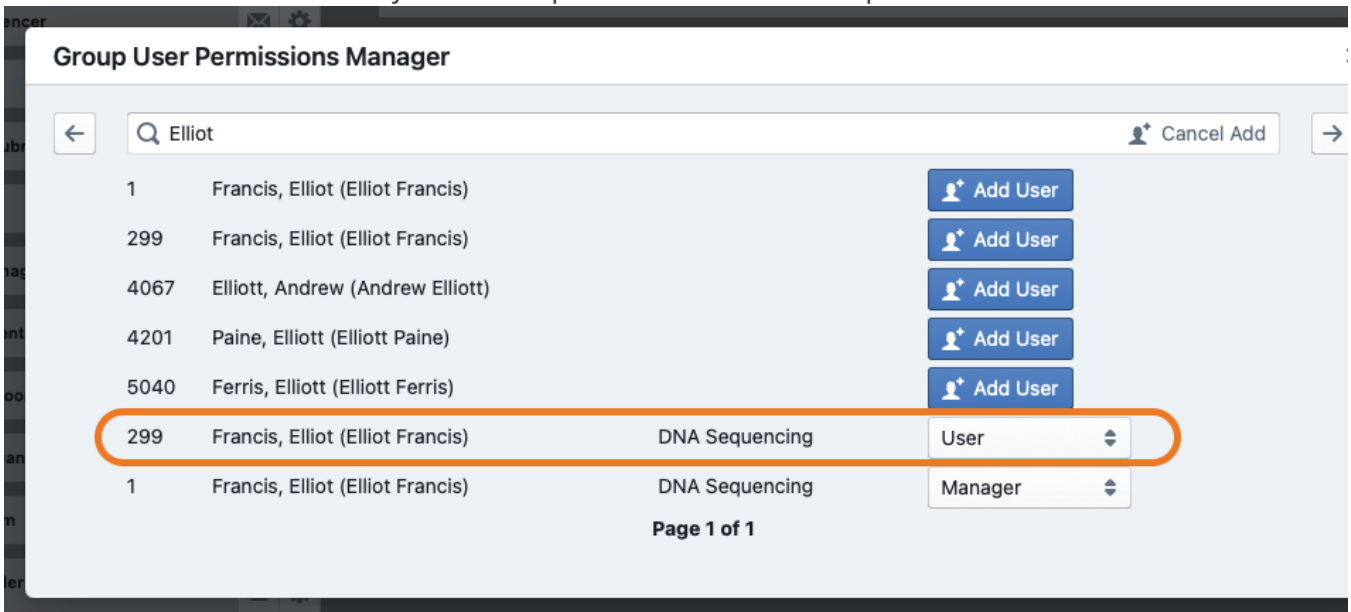 Group User Permissions Manager
Elliot Cancel Add
1 Francis, Elliot (Elliot Francis) Add User
299 Francis, Elliot (Elliot Francis) Add User
4067 Elliott, Andrew (Andrew Elliott) Add User
4201 Paine, Elliott (Elliott Paine) Add User
5040 Ferris, Elliott (Elliott Ferris) Add User
299 Francis, Elliot (Elliot Francis) DNA Sequencing User
1 Francis, Elliot (Elliot Francis) DNA Sequencing Manager
Page 1 of 1